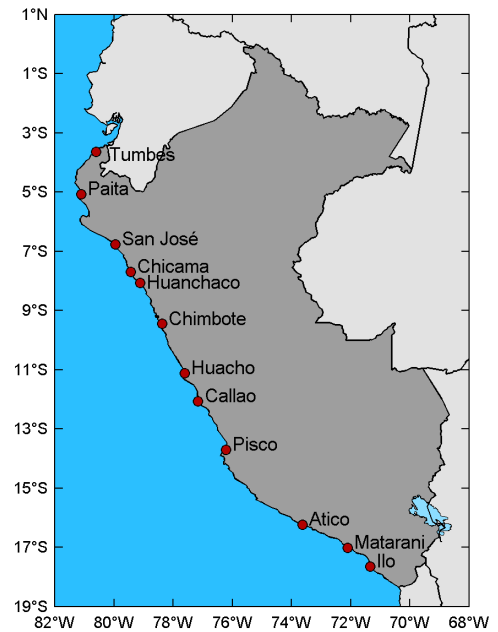 1°N
1°S
3°S
Tumbes
5°S
Paita
7°S
San José
Chicama
Huanchaco
9°S
Chimbote
11°S
Huacho
Callao
13°S
Pisco
15°S
Atico
17°S
Matarani
Ilo
19°S
82°W 80°W 78°W 76°W 74°W 72°W 70°W 68°W